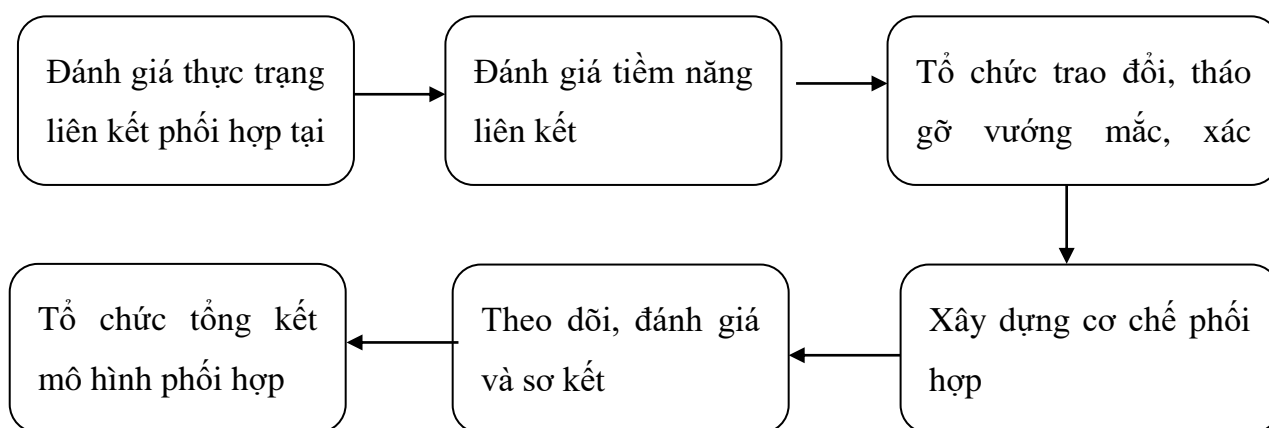 Đánh giá thực trạng
liên kết phối hợp tại
Đánh giá tiềm năng
liên kết
Tổ chức trao đổi, tháo
gỡ vướng mắc, xác
Xây dựng cơ chế phối
hợp
Theo dõi, đánh giá
và sơ kết
Tổ chức tổng kết
mô hình phối hợp